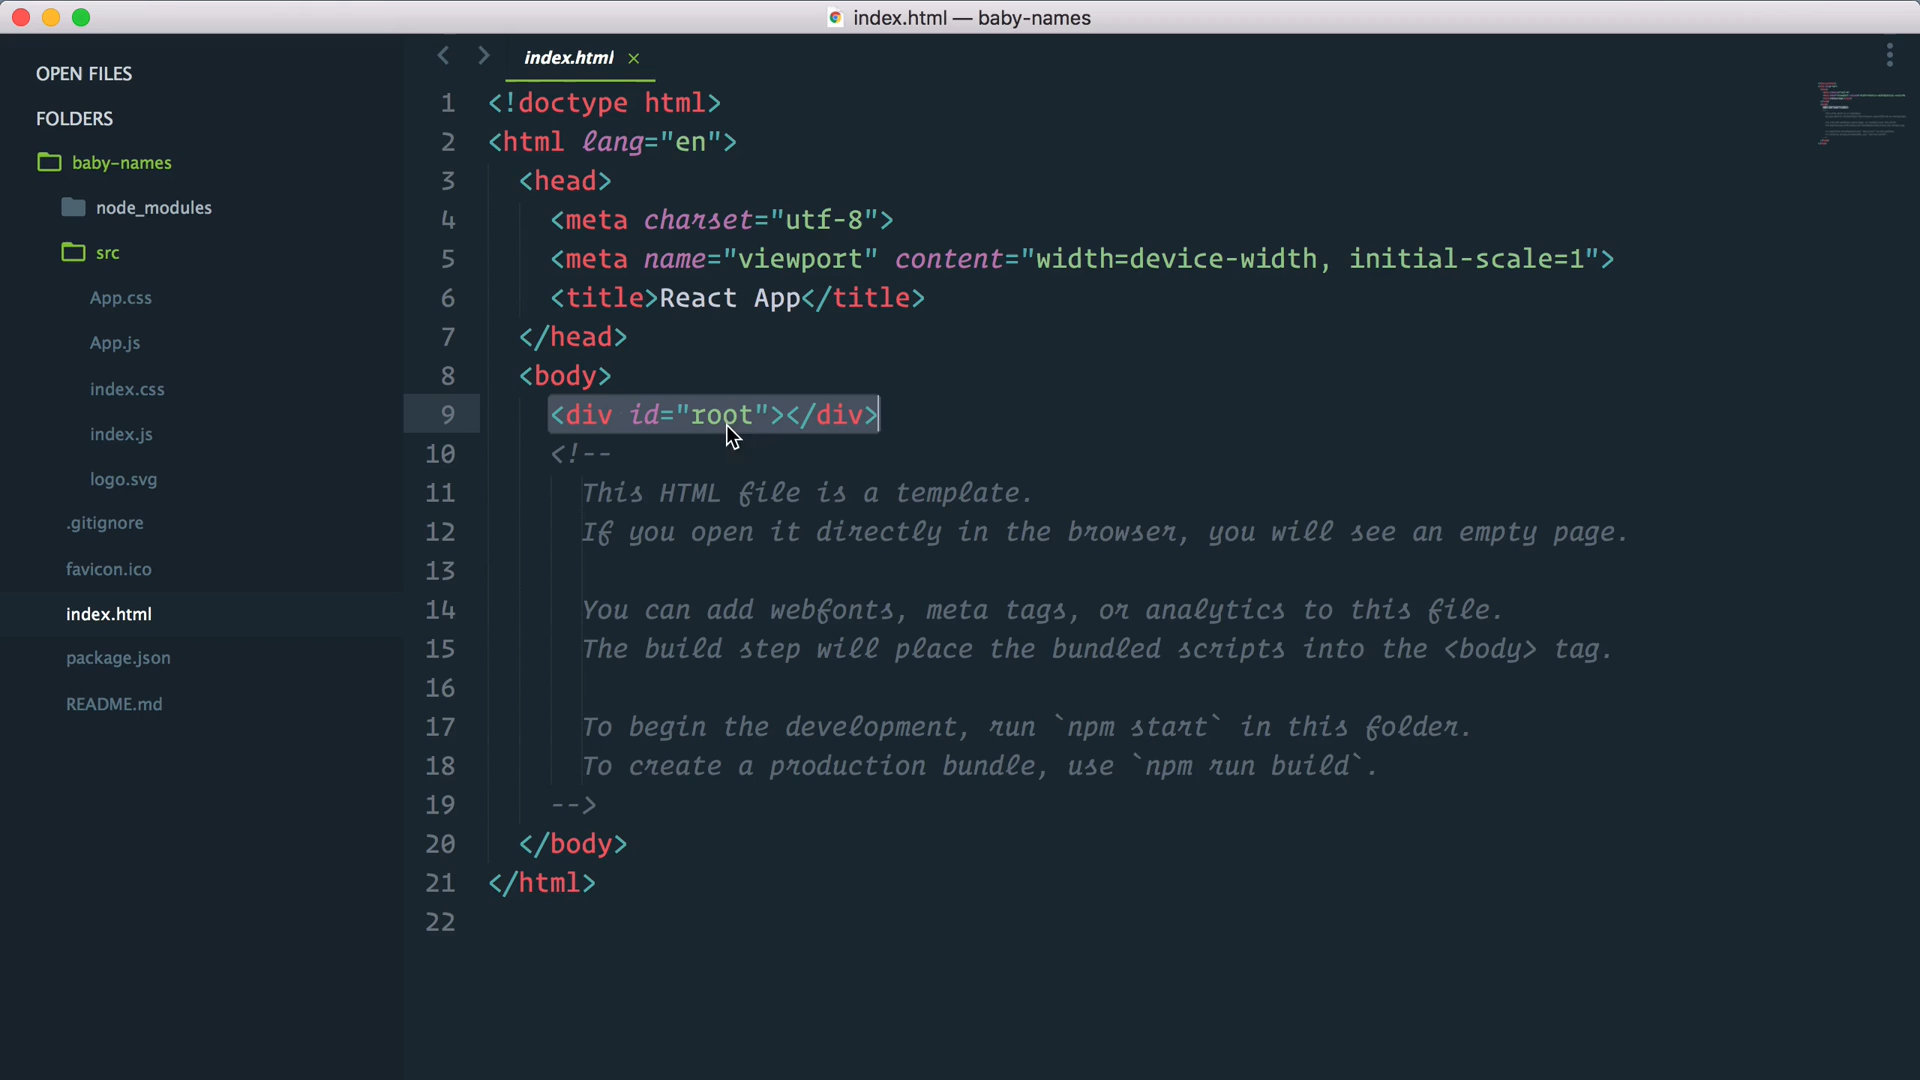 index.html — baby-names
OPEN FILES
FOLDERS
baby-names
node_modules
src
App.css
App.js
index.css
index.js
logo.svg
.gitignore
favicon.ico
index.html
package.json
README.md
index.html ×
1 <!doctype html>
2 <html lang="en">
3 <head>
4 <meta charset="utf-8">
5 <meta name="viewport" content="width=device-width, initial-scale=1">
6 <title>React App</title>
7 </head>
8 <body>
9 <div id="root"></div>
10 <!--
11 This HTML file is a template.
12 If you open it directly in the browser, you will see an empty page.
13
14 You can add webfonts, meta tags, or analytics to this file.
15 The build step will place the bundled scripts into the <body> tag.
16
17 To begin the development, run `npm start` in this folder.
18 To create a production bundle, use `npm run build`.
19 -->
20 </body>
21 </html>
22